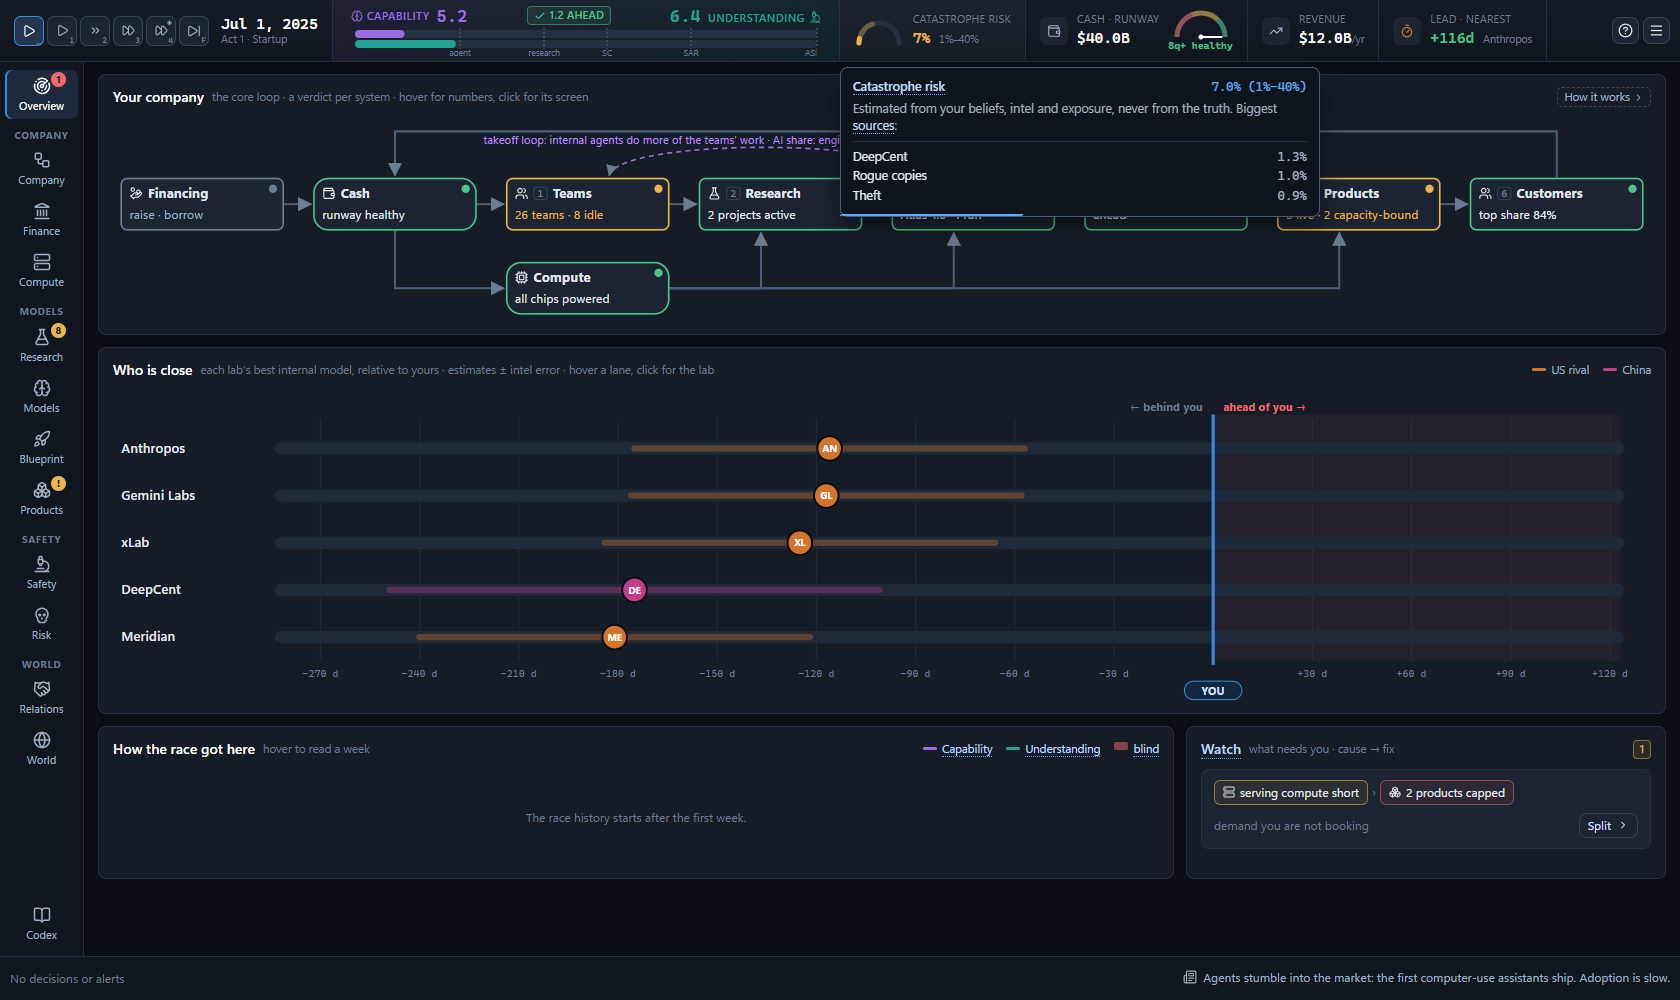 1
2
3
4
F
Jul 1, 2025
Act 1 · Startup
CAPABILITY 5.2
✓ 1.2 AHEAD
6.4 UNDERSTANDING
agent
research
SC
SAR
ASI
CATASTROPHE RISK
7% 1%–40%
CASH · RUNWAY
$40.0B
8q+ healthy
REVENUE
$12.0B/yr
LEAD · NEAREST
+116d Anthropos
Overview
1
COMPANY
Company
Finance
Compute
MODELS
Research
8
Models
Blueprint
Products
!
SAFETY
Safety
Risk
WORLD
Relations
World
Codex
Your company the core loop · a verdict per system · hover for numbers, click for its screen
How it works ›
takeoff loop: internal agents do more of the teams' work · AI share: engi
Financing
raise · borrow
Cash
runway healthy
1 Teams
26 teams · 8 idle
2 Research
2 projects active
Products
2 capacity-bound
6 Customers
top share 84%
Compute
all chips powered
Catastrophe risk 7.0% (1%–40%)
Estimated from your beliefs, intel and exposure, never from the truth. Biggest
sources:
DeepCent 1.3%
Rogue copies 1.0%
Theft 0.9%
Who is close each lab's best internal model, relative to yours · estimates ± intel error · hover a lane, click for the lab
US rival
China
← behind you
ahead of you →
Anthropos
AN
Gemini Labs
GL
xLab
XL
DeepCent
DE
Meridian
ME
−270 d
−240 d
−210 d
−180 d
−150 d
−120 d
−90 d
−60 d
−30 d
+30 d
+60 d
+90 d
+120 d
YOU
How the race got here hover to read a week
Capability
Understanding
blind
The race history starts after the first week.
Watch what needs you · cause → fix
1
serving compute short › 2 products capped
demand you are not booking
Split ›
No decisions or alerts
Agents stumble into the market: the first computer-use assistants ship. Adoption is slow.